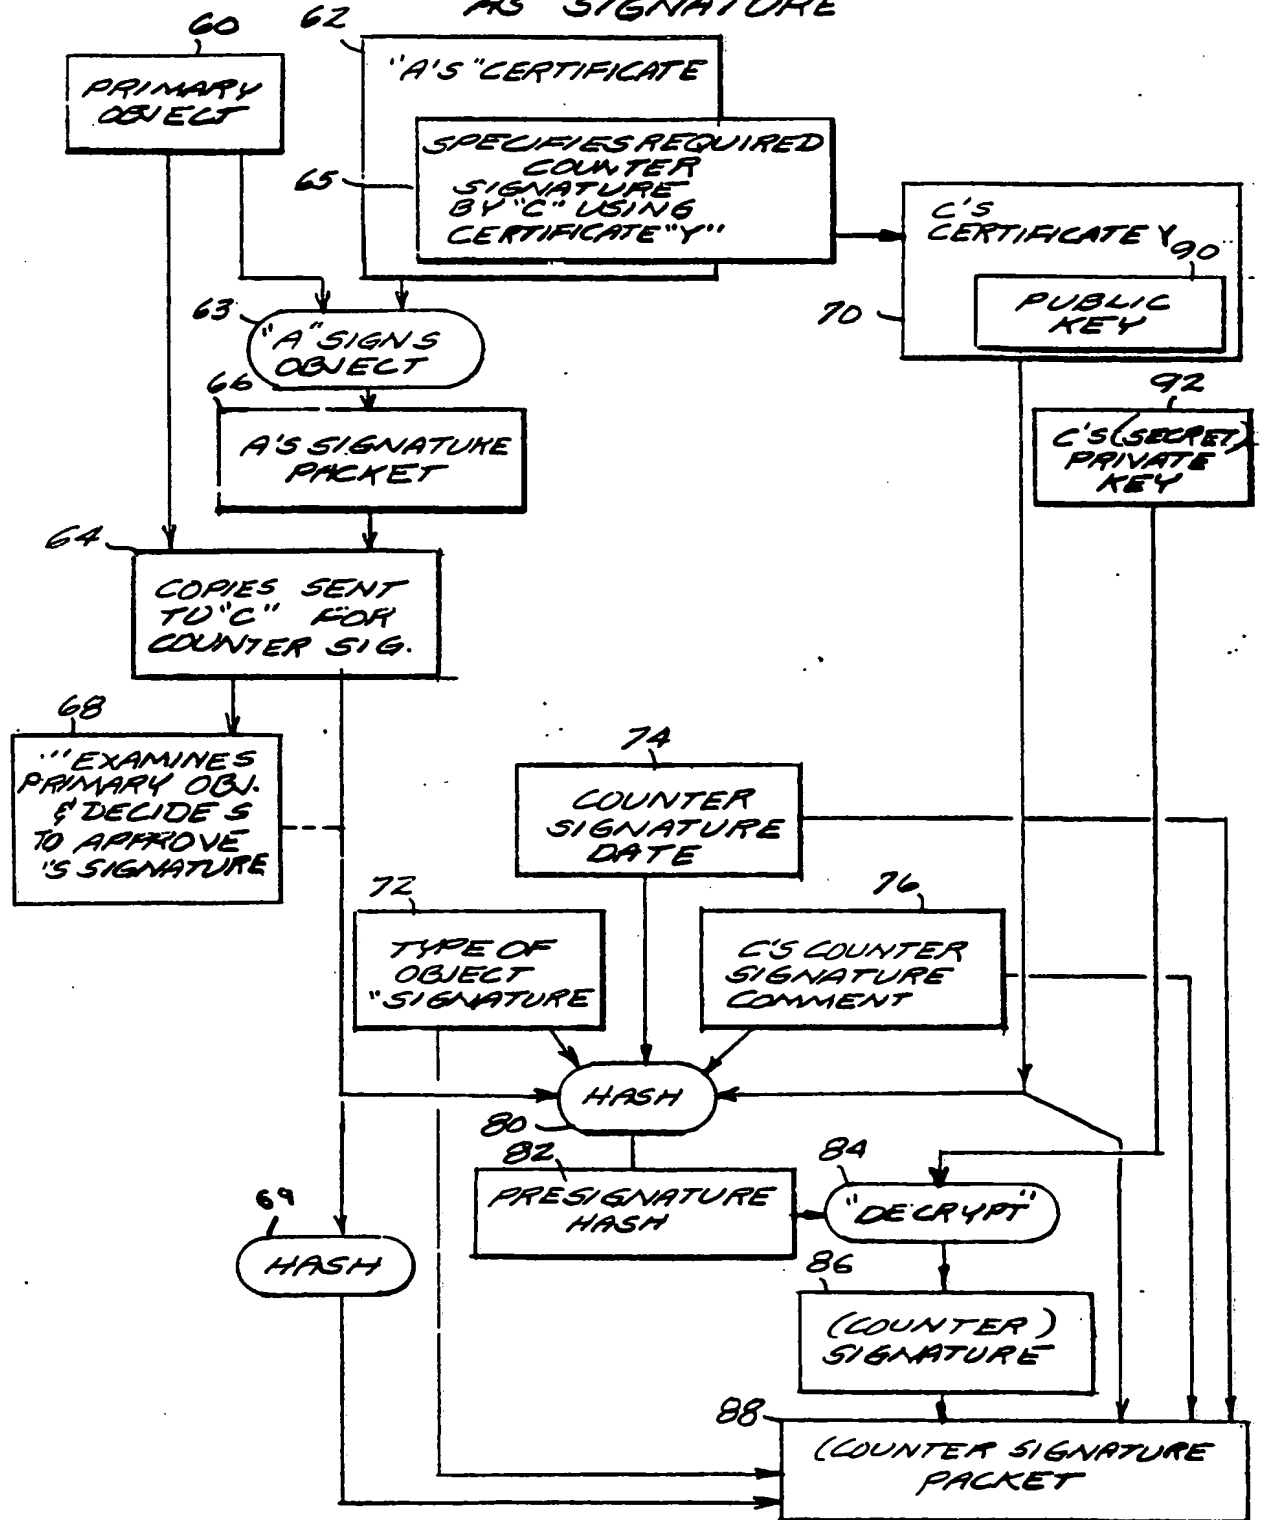 AS SIGNATURE
60
PRIMARY
OBJECT
62
"A'S" CERTIFICATE
65
SPECIFIES REQUIRED
COUNTER
SIGNATURE
BY "C" USING
CERTIFICATE "Y"
C'S
CERTIFICATE Y
90
PUBLIC
KEY
70
63
"A" SIGNS
OBJECT
66
A'S SIGNATURE
PACKET
92
C'S (SECRET)
PRIVATE
KEY
64
COPIES SENT
TO "C" FOR
COUNTER SIG.
68
"" EXAMINES
PRIMARY OBJ.
& DECIDES
TO APPROVE
'S SIGNATURE
74
COUNTER
SIGNATURE
DATE
72
TYPE OF
OBJECT
"SIGNATURE
76
C'S COUNTER
SIGNATURE
COMMENT
HASH
80
82
PRESIGNATURE
HASH
84
"DECRYPT"
69
HASH
86
(COUNTER)
SIGNATURE
88
(COUNTER SIGNATURE
PACKET